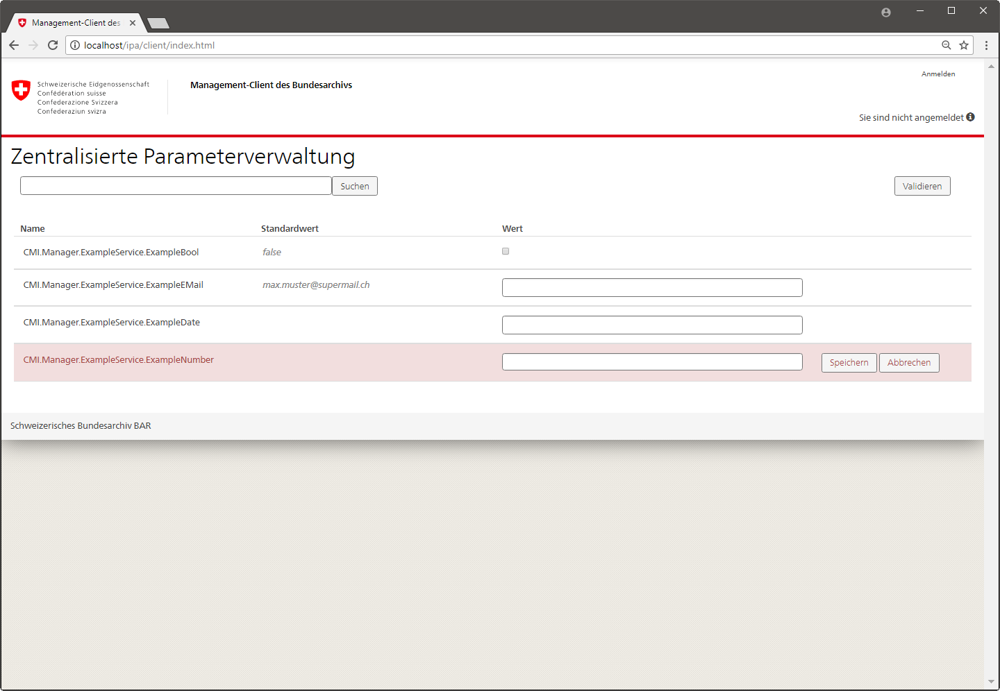 Management-Client des
localhost/ipa/client/index.html
Anmelden
Schweizerische Eidgenossenschaft
Confédération suisse
Confederazione Svizzera
Confederaziun svizra
Management-Client des Bundesarchivs
Sie sind nicht angemeldet
Zentralisierte Parameterverwaltung
Suchen
Validieren
Name Standardwert Wert
CMI.Manager.ExampleService.ExampleBool false
CMI.Manager.ExampleService.ExampleEMail max.muster@supermail.ch
CMI.Manager.ExampleService.ExampleDate
CMI.Manager.ExampleService.ExampleNumber Speichern Abbrechen
Schweizerisches Bundesarchiv BAR